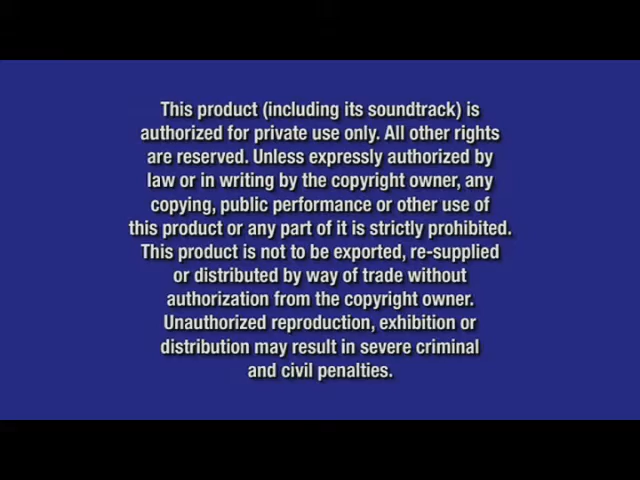 This product (including its soundtrack) is
authorized for private use only. All other rights
are reserved. Unless expressly authorized by
law or in writing by the copyright owner, any
copying, public performance or other use of
this product or any part of it is strictly prohibited.
This product is not to be exported, re-supplied
or distributed by way of trade without
authorization from the copyright owner.
Unauthorized reproduction, exhibition or
distribution may result in severe criminal
and civil penalties.